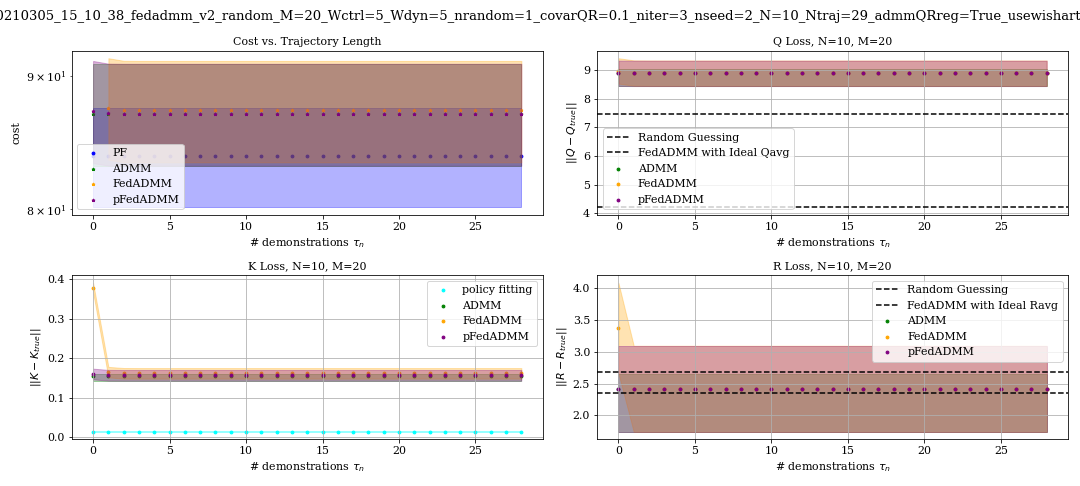 0210305_15_10_38_fedadmm_v2_random_M=20_Wctrl=5_Wdyn=5_nrandom=1_covarQR=0.1_niter=3_nseed=2_N=10_Ntraj=29_admmQRreg=True_usewishart
Cost vs. Trajectory Length
9 × 10¹
8 × 10¹
cost
PF
ADMM
FedADMM
pFedADMM
0 5 10 15 20 25
# demonstrations τₙ
Q Loss, N=10, M=20
9
8
7
6
5
4
||Q − Q_true||
Random Guessing
FedADMM with Ideal Qavg
ADMM
FedADMM
pFedADMM
0 5 10 15 20 25
# demonstrations τₙ
K Loss, N=10, M=20
0.4
0.3
0.2
0.1
0.0
||K − K_true||
policy fitting
ADMM
FedADMM
pFedADMM
0 5 10 15 20 25
# demonstrations τₙ
R Loss, N=10, M=20
4.0
3.5
3.0
2.5
2.0
||R − R_true||
Random Guessing
FedADMM with Ideal Ravg
ADMM
FedADMM
pFedADMM
0 5 10 15 20 25
# demonstrations τₙ